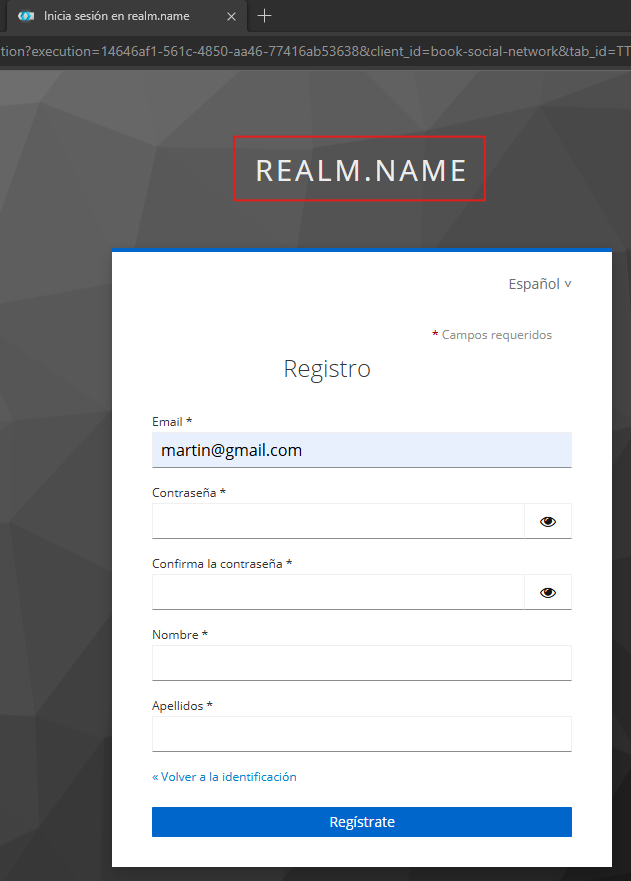 Inicia sesión en realm.name
tion?execution=14646af1-561c-4850-aa46-77416ab53638&client_id=book-social-network&tab_id=TT
REALM.NAME
Español
* Campos requeridos
Registro
Email *
martin@gmail.com
Contraseña *
Confirma la contraseña *
Nombre *
Apellidos *
« Volver a la identificación
Regístrate